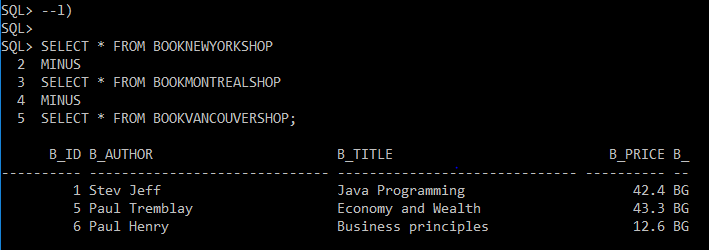 SQL> --l)
SQL>
SQL> SELECT * FROM BOOKNEWYORKSHOP
  2  MINUS
  3  SELECT * FROM BOOKMONTREALSHOP
  4  MINUS
  5  SELECT * FROM BOOKVANCOUVERSHOP;
      B_ID B_AUTHOR                       B_TITLE                           B_PRICE B_
---------- ------------------------------ ------------------------------ ---------- --
         1 Stev Jeff                      Java Programming                     42.4 BG
         5 Paul Tremblay                  Economy and Wealth                   43.3 BG
         6 Paul Henry                     Business principles                  12.6 BG